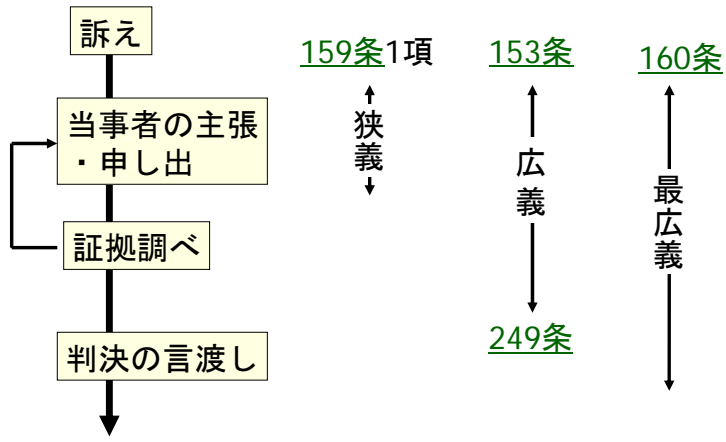 訴え
159条1項
153条
160条
当事者の主張
・申し出
狭義
広義
最広義
証拠調べ
249条
判決の言渡し